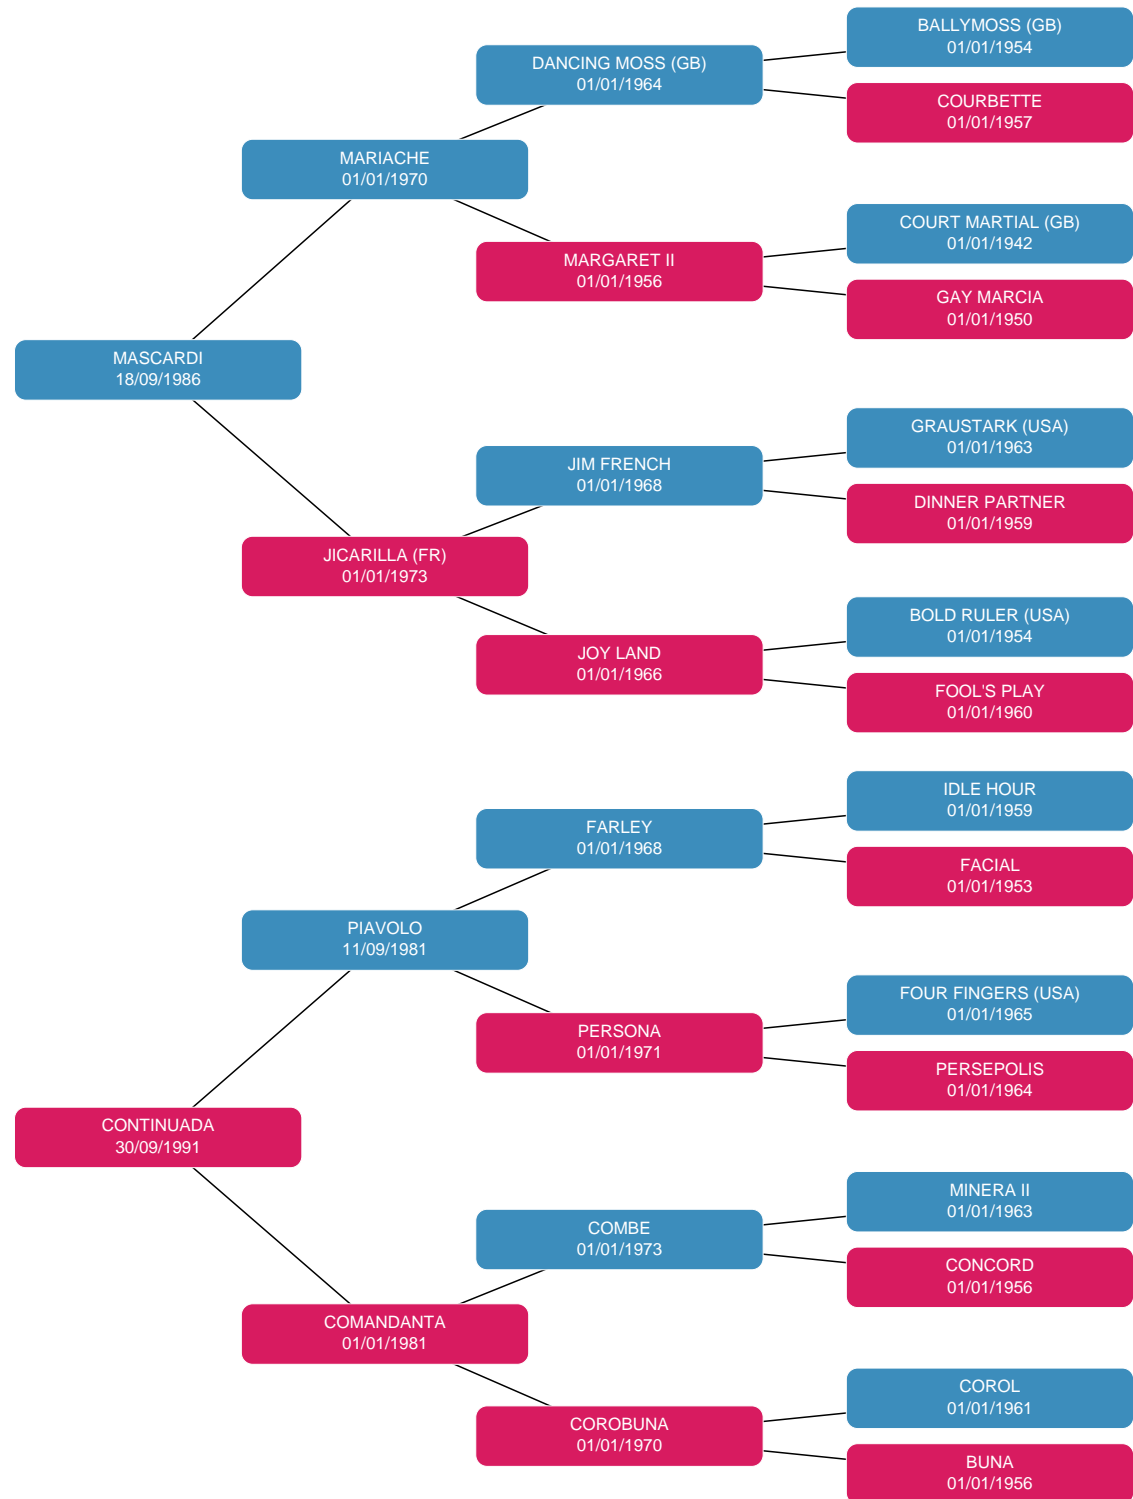 BALLYMOSS (GB)
01/01/1954
DANCING MOSS (GB)
01/01/1964
COURBETTE
01/01/1957
MARIACHE
01/01/1970
COURT MARTIAL (GB)
01/01/1942
MARGARET II
01/01/1956
GAY MARCIA
01/01/1950
MASCARDI
18/09/1986
GRAUSTARK (USA)
01/01/1963
JIM FRENCH
01/01/1968
DINNER PARTNER
01/01/1959
JICARILLA (FR)
01/01/1973
BOLD RULER (USA)
01/01/1954
JOY LAND
01/01/1966
FOOL'S PLAY
01/01/1960
IDLE HOUR
01/01/1959
FARLEY
01/01/1968
FACIAL
01/01/1953
PIAVOLO
11/09/1981
FOUR FINGERS (USA)
01/01/1965
PERSONA
01/01/1971
PERSEPOLIS
01/01/1964
CONTINUADA
30/09/1991
MINERA II
01/01/1963
COMBE
01/01/1973
CONCORD
01/01/1956
COMANDANTA
01/01/1981
COROL
01/01/1961
COROBUNA
01/01/1970
BUNA
01/01/1956